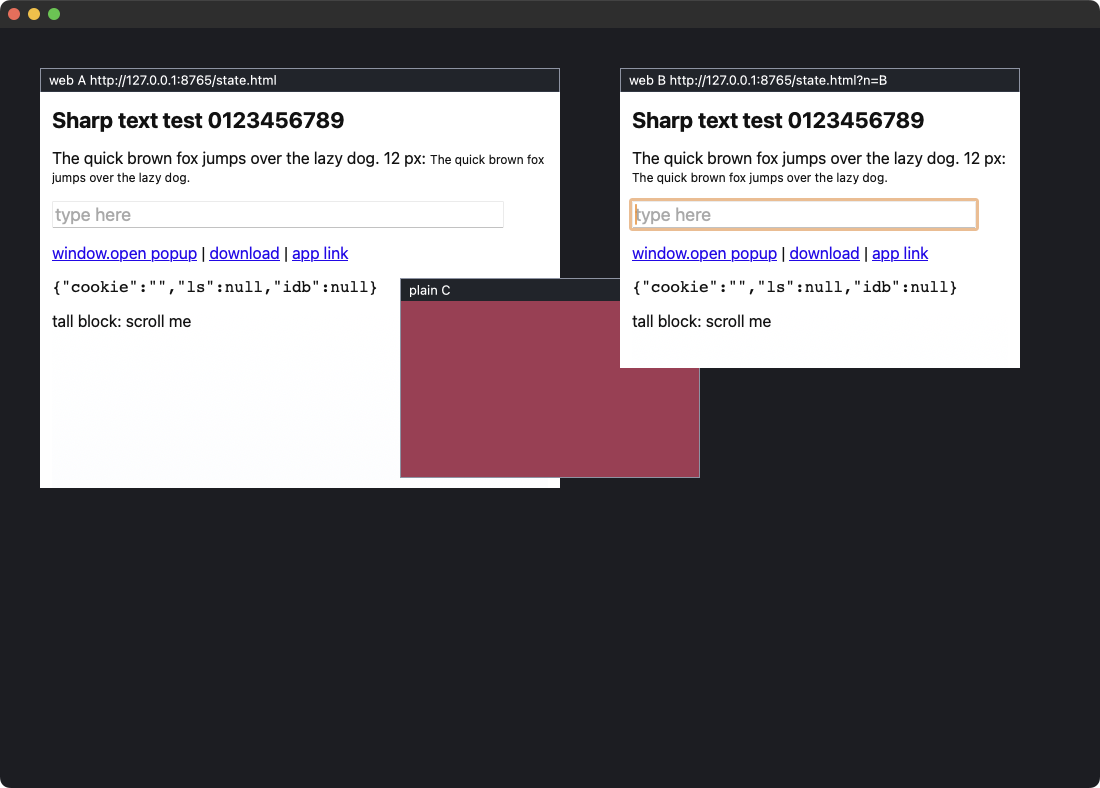 web A http://127.0.0.1:8765/state.html
Sharp text test 0123456789
The quick brown fox jumps over the lazy dog. 12 px: The quick brown fox
jumps over the lazy dog.
type here
window.open popup | download | app link
{"cookie":"","ls":null,"idb":null}
tall block: scroll me
plain C
web B http://127.0.0.1:8765/state.html?n=B
Sharp text test 0123456789
The quick brown fox jumps over the lazy dog. 12 px:
The quick brown fox jumps over the lazy dog.
type here
window.open popup | download | app link
{"cookie":"","ls":null,"idb":null}
tall block: scroll me